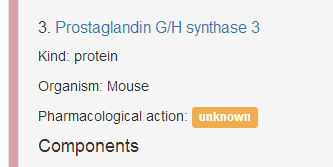 3. Prostaglandin G/H synthase 3
Kind: protein
Organism: Mouse
Pharmacological action: unknown
Components